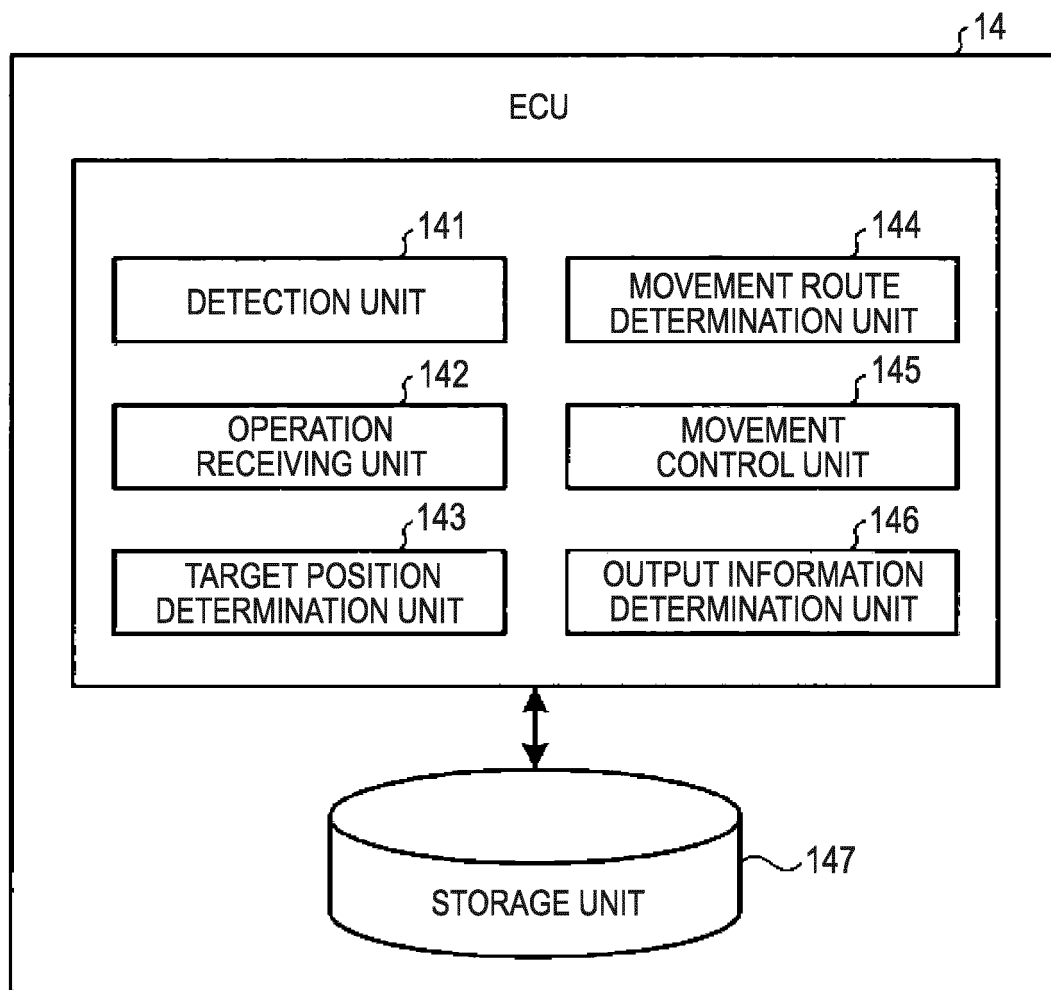 14
ECU
141
DETECTION UNIT
142
OPERATION
RECEIVING UNIT
143
TARGET POSITION
DETERMINATION UNIT
144
MOVEMENT ROUTE
DETERMINATION UNIT
145
MOVEMENT
CONTROL UNIT
146
OUTPUT INFORMATION
DETERMINATION UNIT
147
STORAGE UNIT